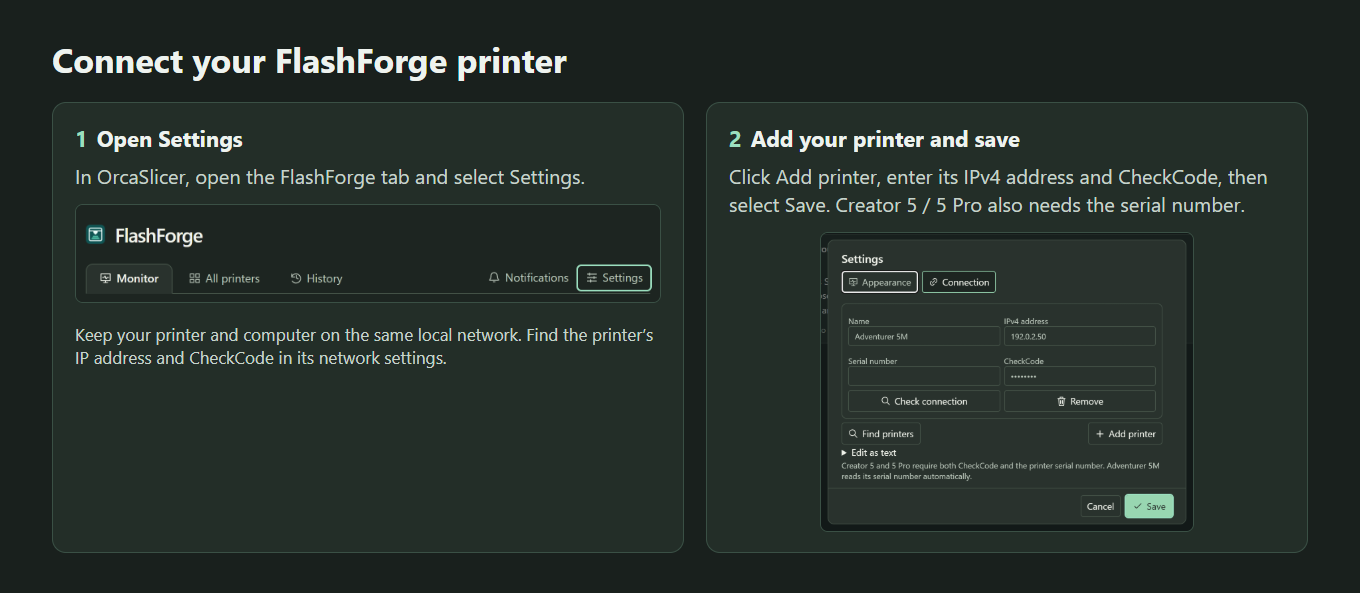 Connect your FlashForge printer
1 Open Settings
In OrcaSlicer, open the FlashForge tab and select Settings.
FlashForge
Monitor All printers History Notifications Settings
Keep your printer and computer on the same local network. Find the printer's
IP address and CheckCode in its network settings.
2 Add your printer and save
Click Add printer, enter its IPv4 address and CheckCode, then
select Save. Creator 5 / 5 Pro also needs the serial number.
Settings
Appearance Connection
Name IPv4 address
Adventurer 5M 192.0.2.50
Serial number CheckCode
••••••••
Check connection Remove
Find printers + Add printer
Edit as text
Creator 5 and 5 Pro require both CheckCode and the printer serial number. Adventurer 5M
reads its serial number automatically.
Cancel Save